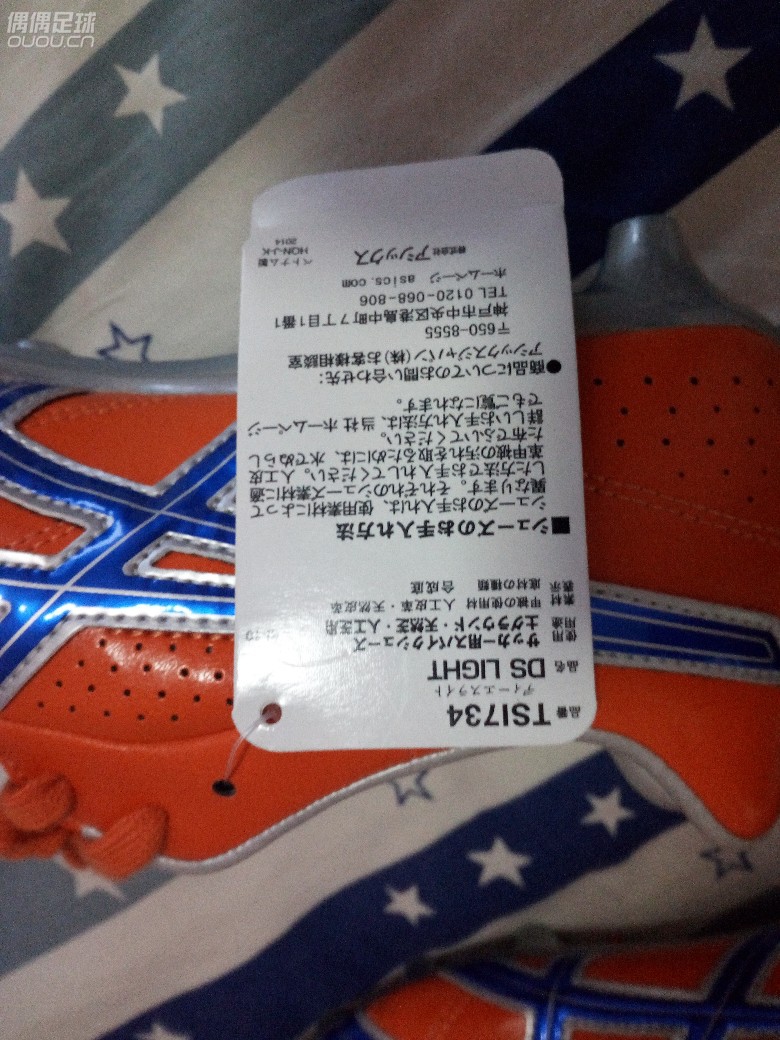 偶偶足球
OUOU.CN
品番 TSI734
ディーエスライト
品名 DS LIGHT
使用 サッカー用スパイクシューズ
用途 土グラウンド・天然芝・人工芝用
素材 甲被の使用材 人工皮革・天然皮革
表示 底材の種類 合成底
■シューズのお手入れ方法
シューズのお手入れは、使用素材によって
異なります。それぞれのシューズ素材に適
した方法でお手入れしてください。人工皮
革甲被の汚れを取るためには、水でぬらし
た布でふいてください。
詳しいお手入れ方法は、当社ホームページ
でもご覧になれます。
●商品についてのお問い合わせ先：
アシックスジャパン(株)お客様相談室
〒650-8555
神戸市中央区港島中町7丁目1番1
TEL 0120-068-806
ホームページ asics.com
株式会社 アシックス
ベトナム製
HQN-J-K
2014